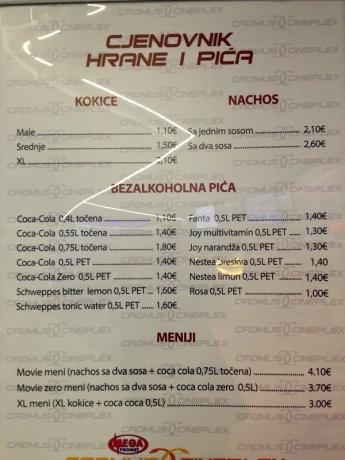 CADMUS CINEPLEX
CJENOVNIK
HRANE I PIĆA
KOKICE
Male 1,10€
Srednje 1,50€
XL 2,10€
NACHOS
Sa jednim sosom 2,10€
Sa dva sosa 2,60€
BEZALKOHOLNA PIĆA
Coca-Cola 0,4L točena 1,10€
Coca-Cola 0,55L točena 1,40€
Coca-Cola 0,75L točena 1,80€
Coca-Cola 0,5L PET 1,40€
Coca-Cola Zero 0,5L PET 1,40€
Schweppes bitter lemon 0,5L PET 1,60€
Schweppes tonic water 0,5L PET 1,60€
Fanta 0,5L PET 1,40€
Joy multivitamin 0,5L PET 1,30€
Joy narandža 0,5L PET 1,30€
Nestea breskva 0,5L PET 1,40
Nestea limun 0,5L PET 1,40€
Rosa 0,5L PET 1,00€
MENIJI
Movie meni (nachos sa dva sosa + coca cola 0,75L točena) 4.10€
Movie zero meni (nachos sa dva sosa + coca cola zero 0,5L) 3.70€
XL meni (XL kokice + coca coca 0,5L) 3.00€
MEGA
PROMET
CADMUS CINEPLEX